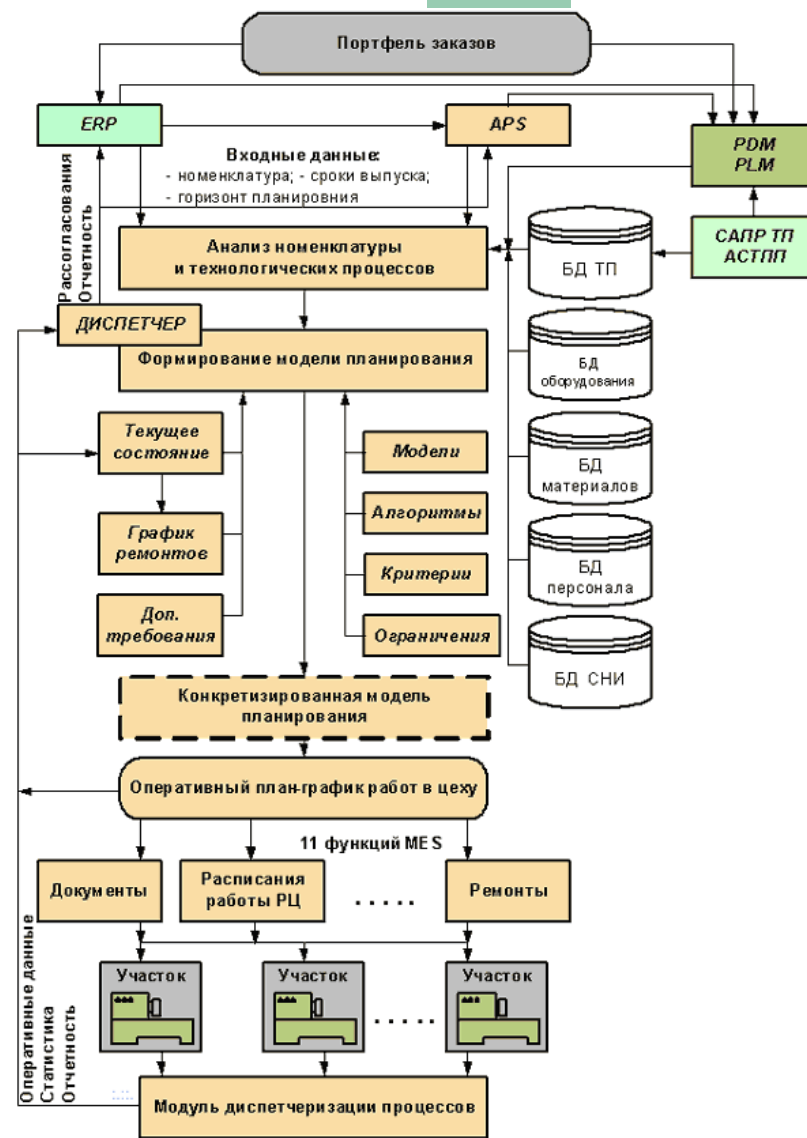 Портфель заказов
ERP
APS
PDM
PLM
Входные данные:
- номенклатура; - сроки выпуска;
- горизонт планировния
Рассогласования
Отчетность
Анализ номенклатуры
и технологических процессов
БД ТП
САПР ТП
АСТПП
ДИСПЕТЧЕР
Формирование модели планирования
БД
оборудования
Текущее
состояние
Модели
БД
материалов
График
ремонтов
Алгоритмы
Критерии
БД
персонала
Доп.
требования
Ограничения
БД СНИ
Конкретизированная модель
планирования
Оперативный план-график работ в цеху
11 функций MES
Документы
Расписания
работы РЦ
.....
Ремонты
Оперативные данные
Статистика
Отчетность
Участок
Участок
.....
Участок
Модуль диспетчеризации процессов